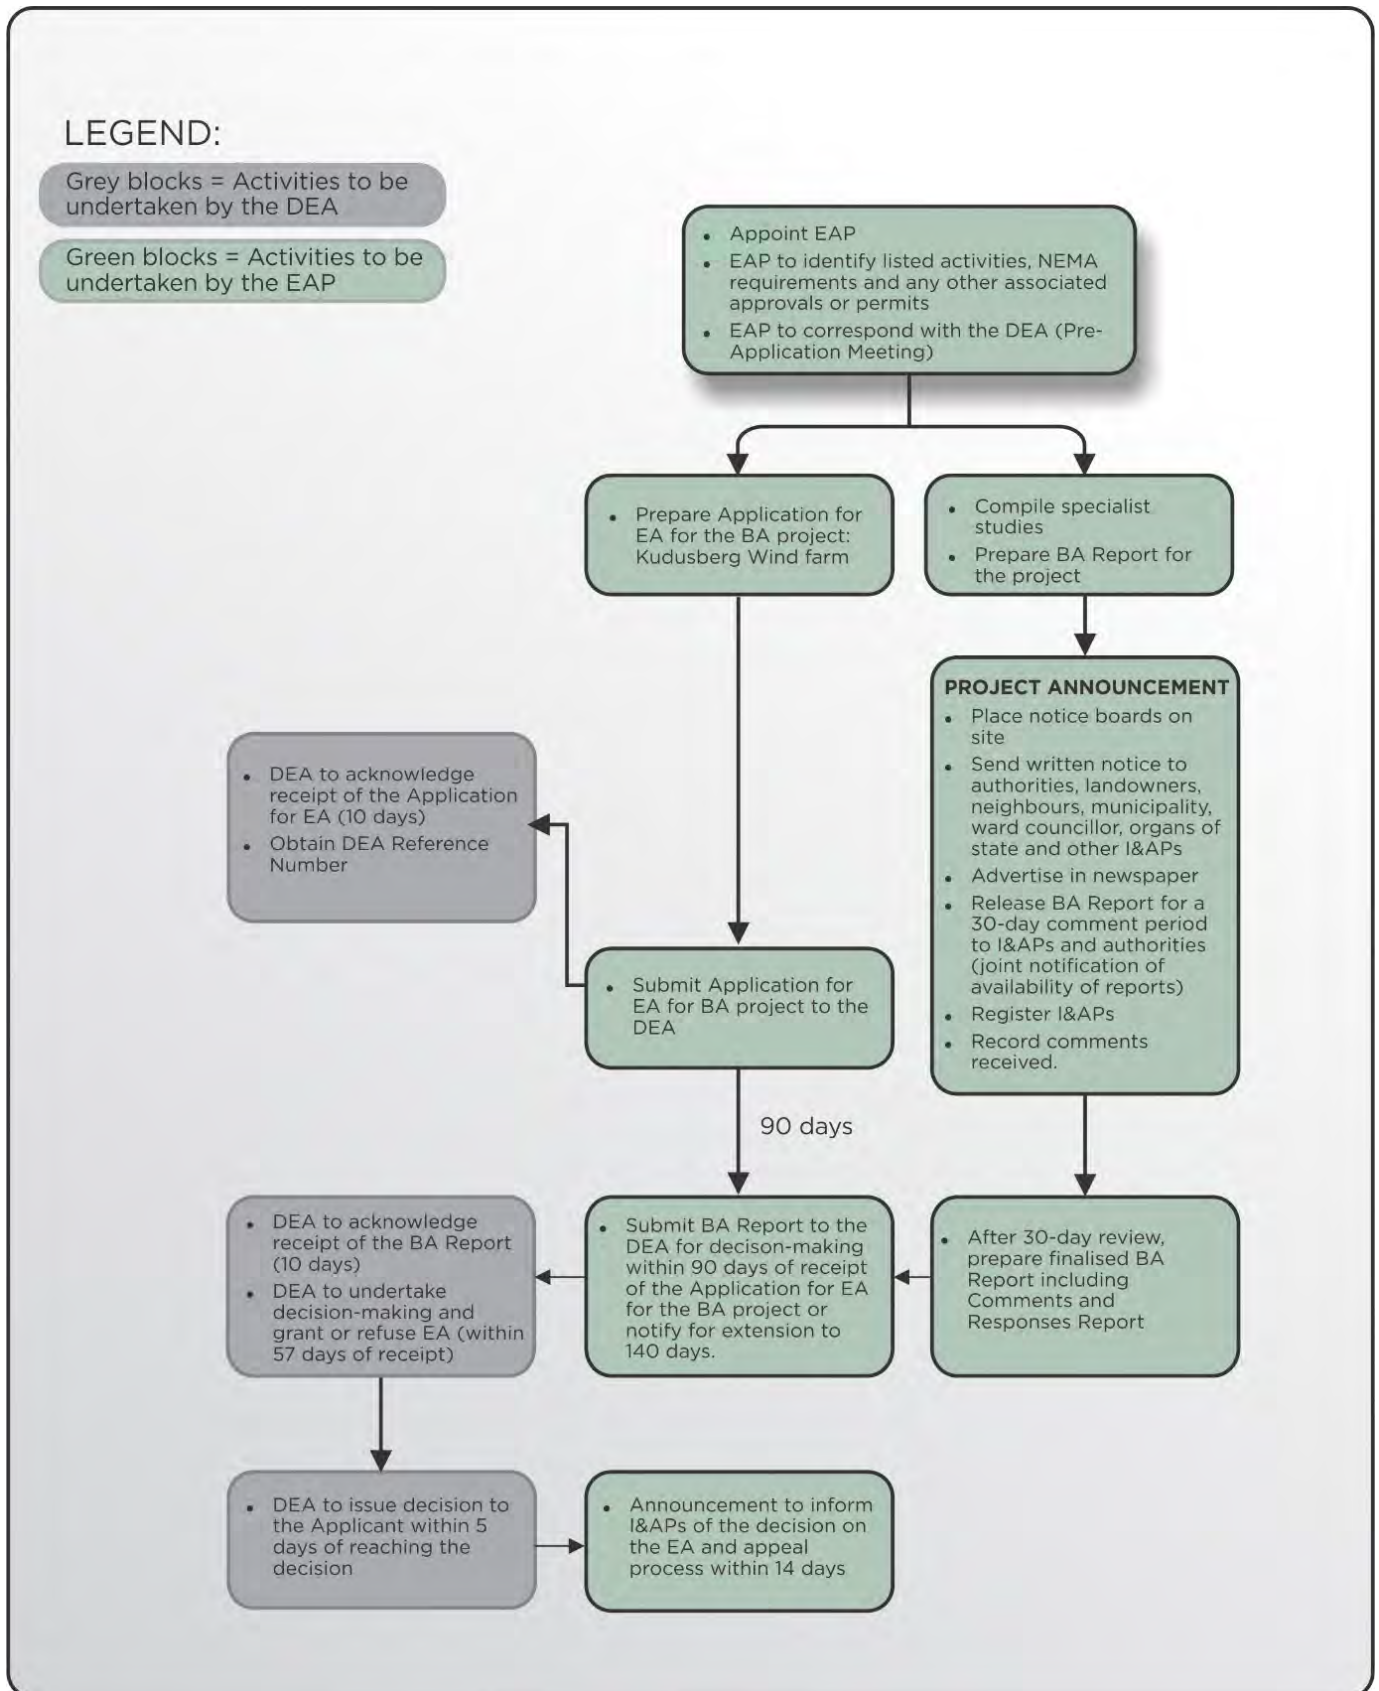 LEGEND:
Grey blocks = Activities to be
undertaken by the DEA
Green blocks = Activities to be
undertaken by the EAP
• Appoint EAP
• EAP to identify listed activities, NEMA
requirements and any other associated
approvals or permits
• EAP to correspond with the DEA (Pre-
Application Meeting)
• Prepare Application for
EA for the BA project:
Kudusberg Wind farm
• Compile specialist
studies
• Prepare BA Report for
the project
PROJECT ANNOUNCEMENT
• Place notice boards on
site
• Send written notice to
authorities, landowners,
neighbours, municipality,
ward councillor, organs of
state and other I&APs
• Advertise in newspaper
• Release BA Report for a
30-day comment period
to I&APs and authorities
(joint notification of
availability of reports)
• Register I&APs
• Record comments
received.
• DEA to acknowledge
receipt of the Application
for EA (10 days)
• Obtain DEA Reference
Number
• Submit Application for
EA for BA project to the
DEA
90 days
• DEA to acknowledge
receipt of the BA Report
(10 days)
• DEA to undertake
decision-making and
grant or refuse EA (within
57 days of receipt)
• Submit BA Report to the
DEA for decison-making
within 90 days of receipt
of the Application for EA
for the BA project or
notify for extension to
140 days.
• After 30-day review,
prepare finalised BA
Report including
Comments and
Responses Report
• DEA to issue decision to
the Applicant within 5
days of reaching the
decision
• Announcement to inform
I&APs of the decision on
the EA and appeal
process within 14 days